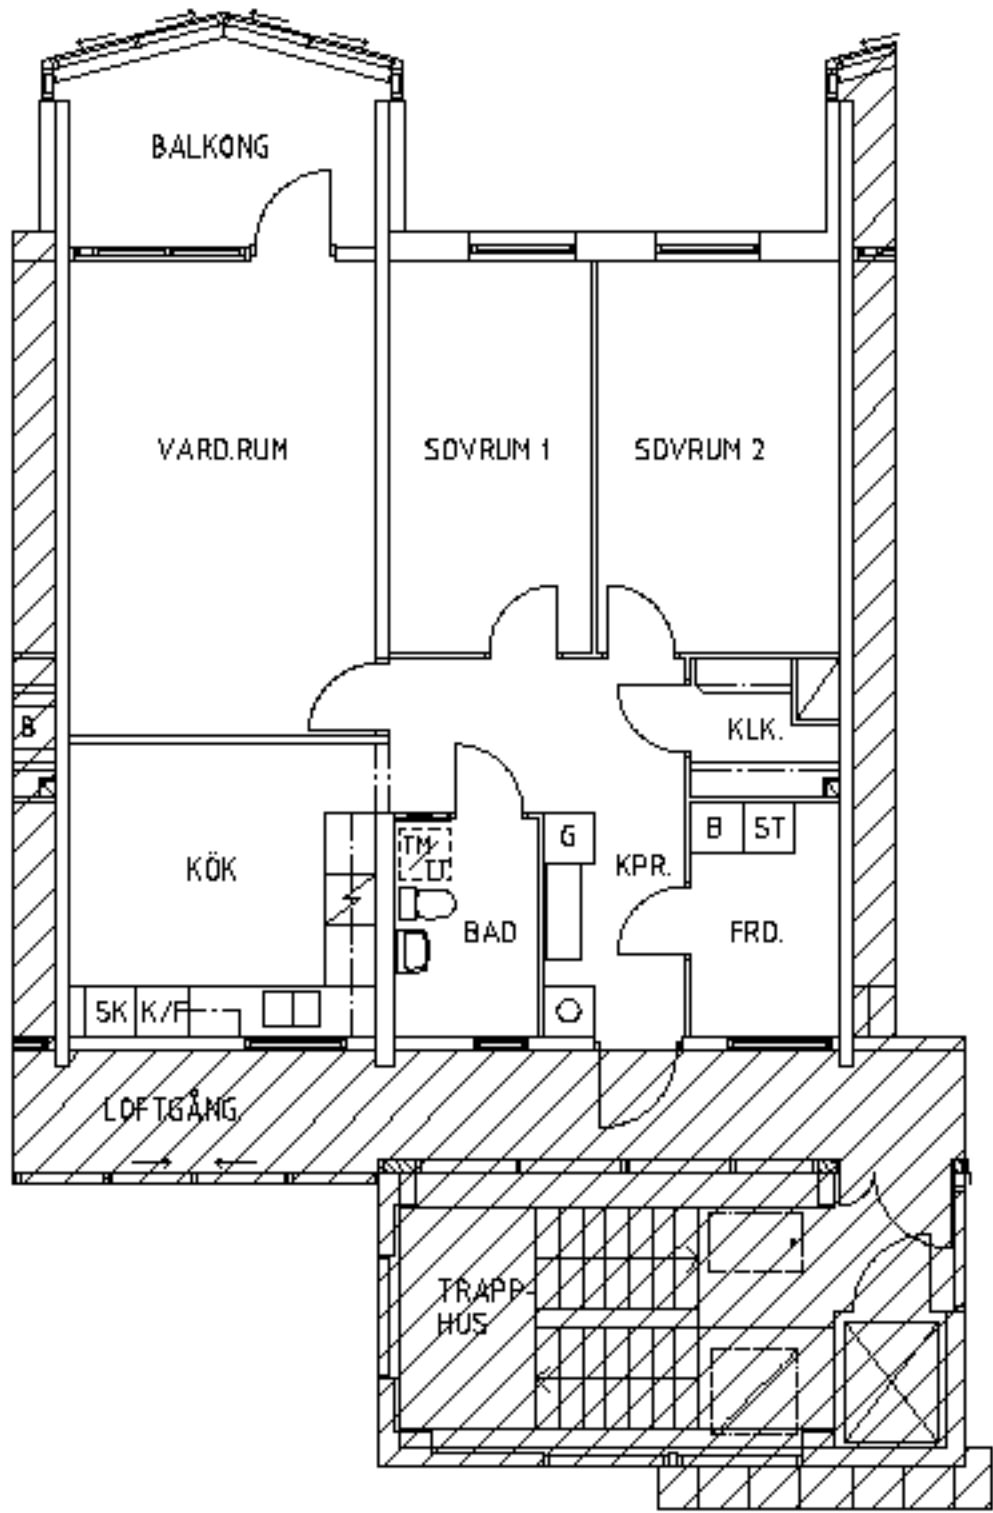 BALKONG
VARD.RUM
SOVRUM 1
SOVRUM 2
B
KLK.
KÖK
TM
TT
G
KPR.
B
ST
BAD
FRD.
SK
K/F
LOFTGÅNG
TRAPP-
HUS